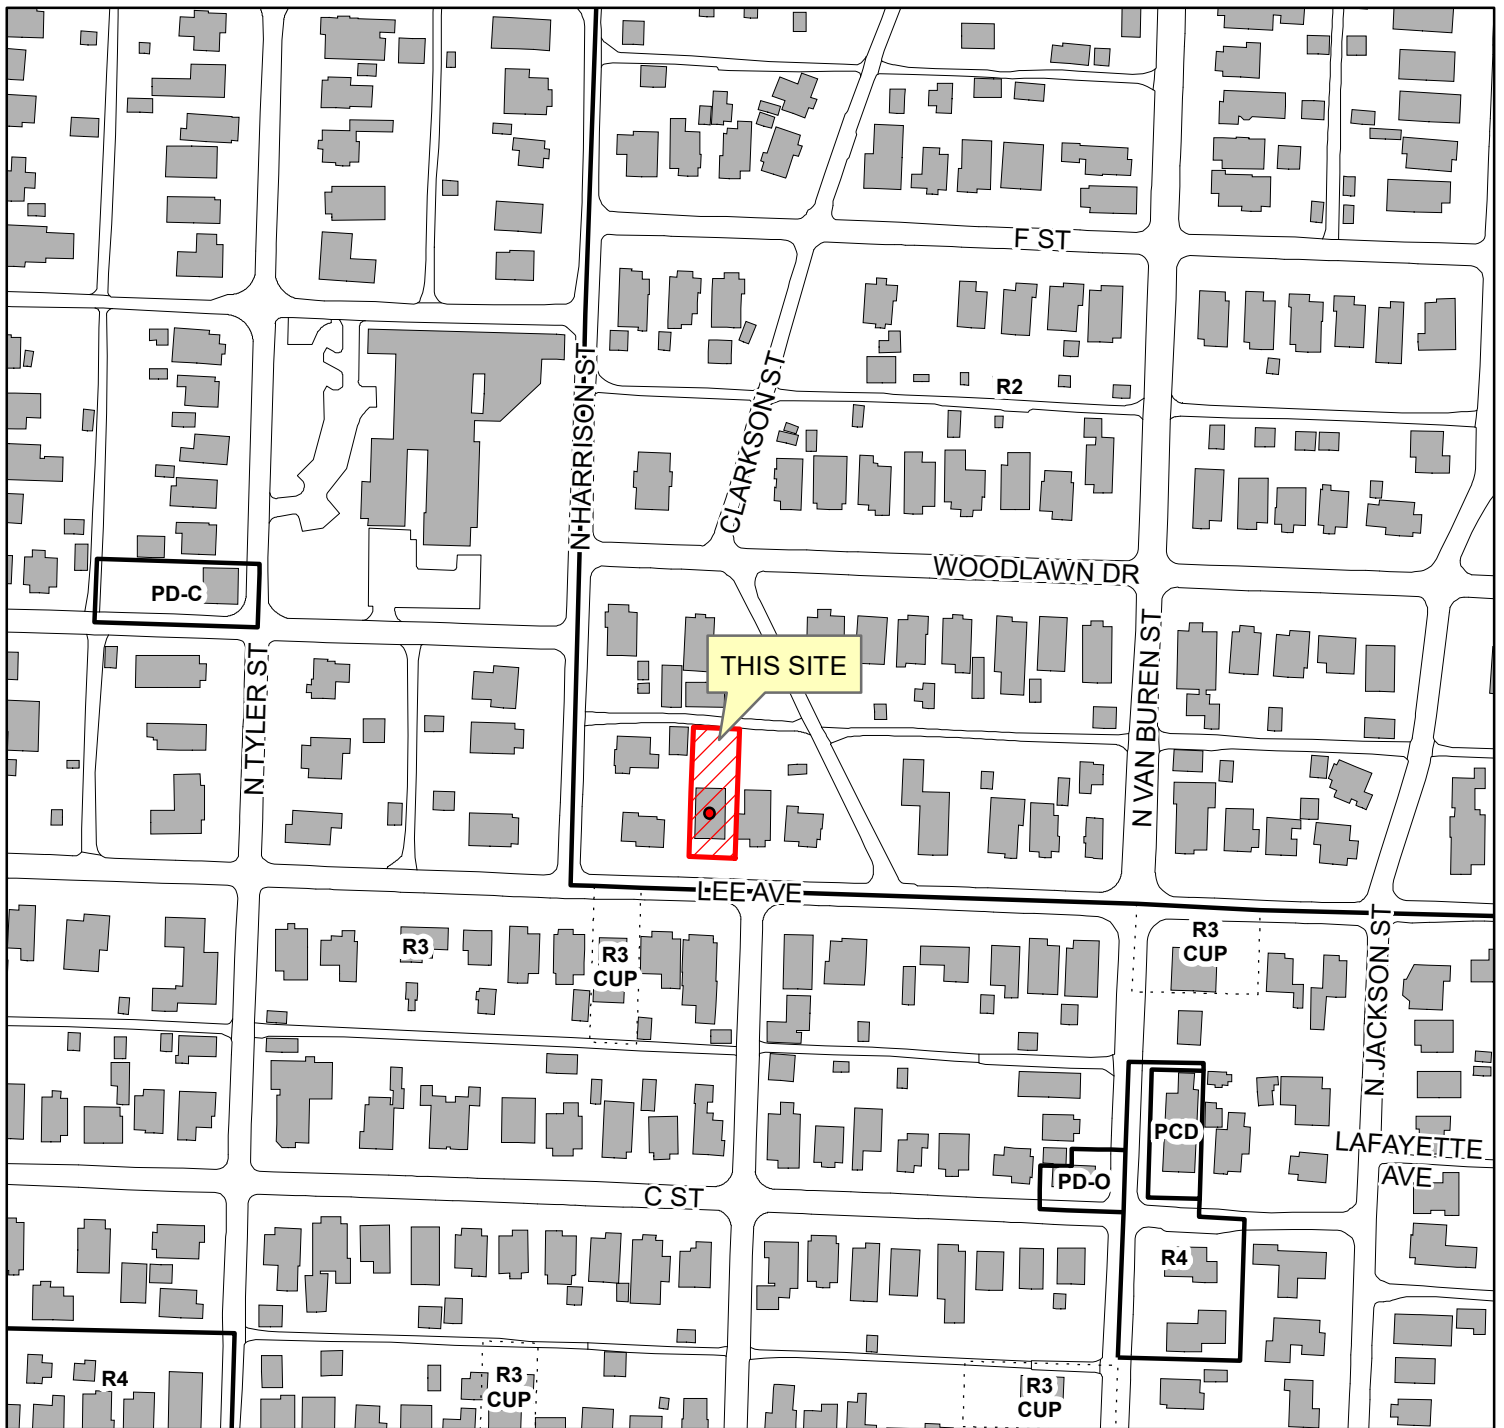 F ST
N HARRISON ST
CLARKSON ST
R2
WOODLAWN DR
PD-C
N TYLER ST
THIS SITE
N VAN BUREN ST
LEE AVE
R3
R3
CUP
R3
CUP
N JACKSON ST
PCD
LAFAYETTE
AVE
PD-O
C ST
R4
R4
R3
CUP
R3
CUP